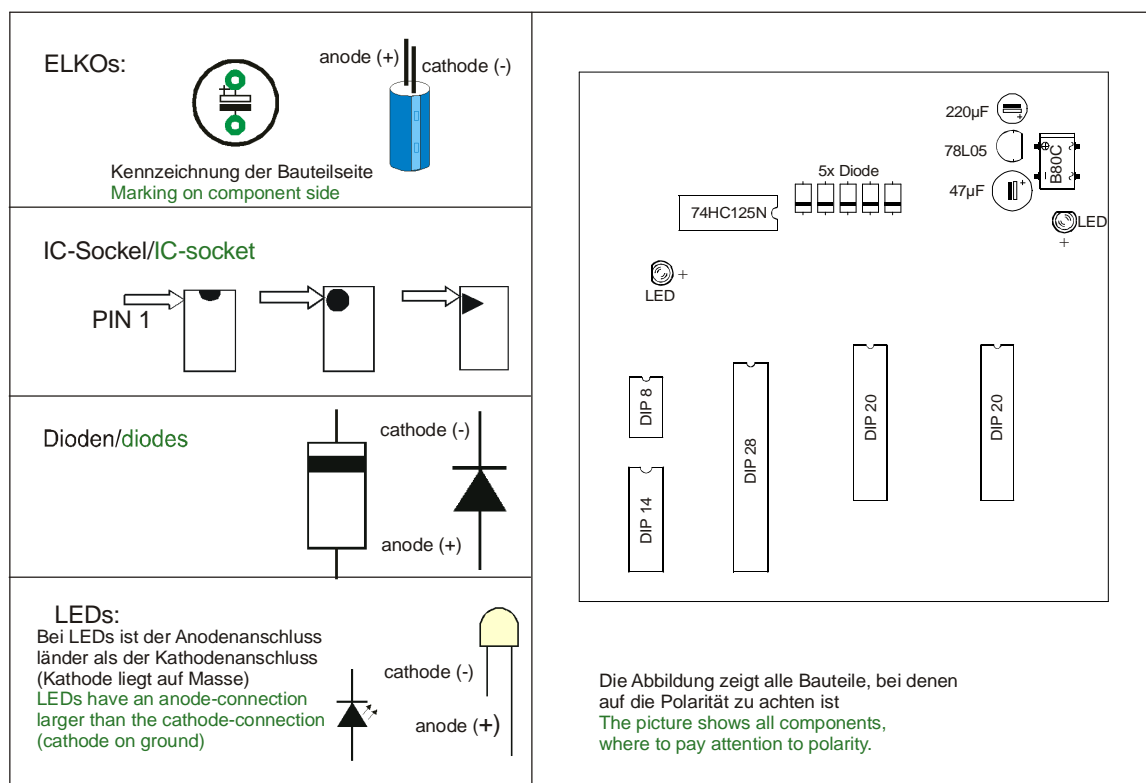 ELKOs:
anode (+)
cathode (-)
+
Kennzeichnung der Bauteilseite
Marking on component side
IC-Sockel/IC-socket
PIN 1
Dioden/diodes
cathode (-)
anode (+)
LEDs:
Bei LEDs ist der Anodenanschluss
länder als der Kathodenanschluss
(Kathode liegt auf Masse)
LEDs have an anode-connection
larger than the cathode-connection
(cathode on ground)
cathode (-)
anode (+)
220µF
+
78L05
B80C
47µF
+
5x Diode
74HC125N
LED
+
+
LED
DIP 8
DIP 14
DIP 28
DIP 20
DIP 20
Die Abbildung zeigt alle Bauteile, bei denen
auf die Polarität zu achten ist
The picture shows all components,
where to pay attention to polarity.